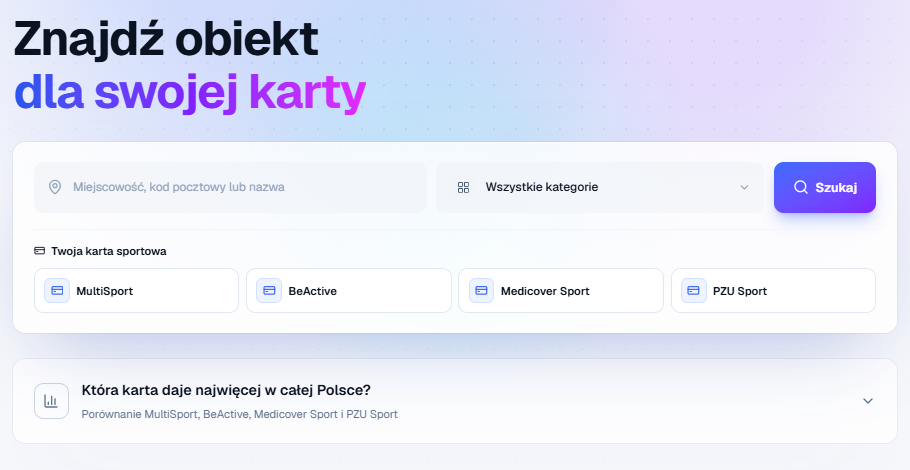 Znajdź obiekt
dla swojej karty
Miejscowość, kod pocztowy lub nazwa
Wszystkie kategorie
Szukaj
Twoja karta sportowa
MultiSport
BeActive
Medicover Sport
PZU Sport
Która karta daje najwięcej w całej Polsce?
Porównanie MultiSport, BeActive, Medicover Sport i PZU Sport